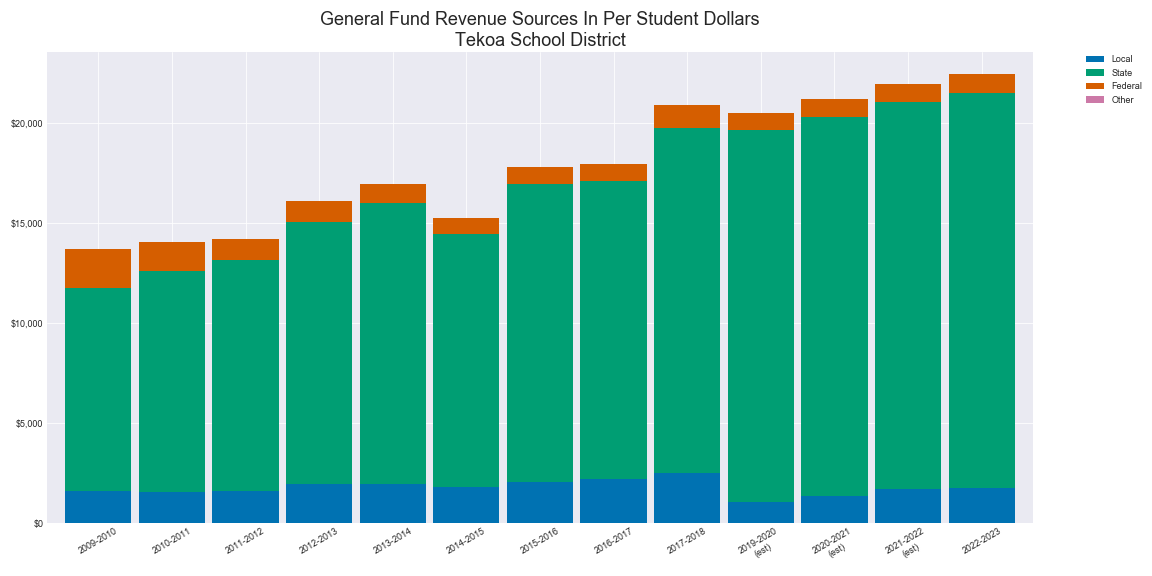 General Fund Revenue Sources In Per Student Dollars
Tekoa School District
Local
State
Federal
Other
$20,000
$15,000
$10,000
$5,000
$0
2009-2010
2010-2011
2011-2012
2012-2013
2013-2014
2014-2015
2015-2016
2016-2017
2017-2018
2019-2020
(est)
2020-2021
(est)
2021-2022
(est)
2022-2023